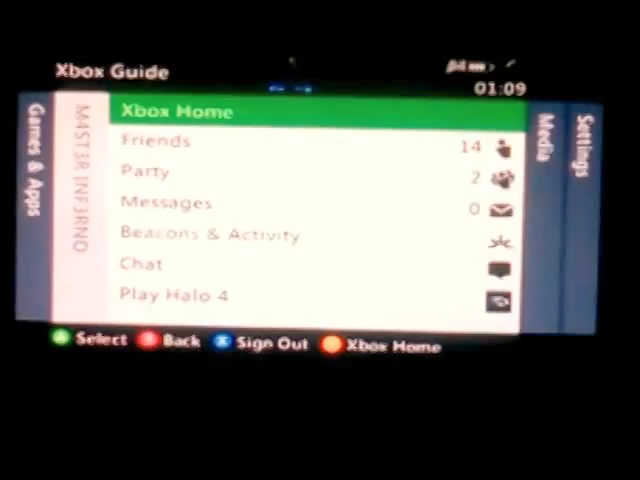 Xbox Guide
01:09
Games & Apps
M4ST3R INF3RNO
Xbox Home
Friends 14
Party 2
Messages 0
Beacons & Activity
Chat
Play Halo 4
Media
Settings
A Select B Back X Sign Out Xbox Home